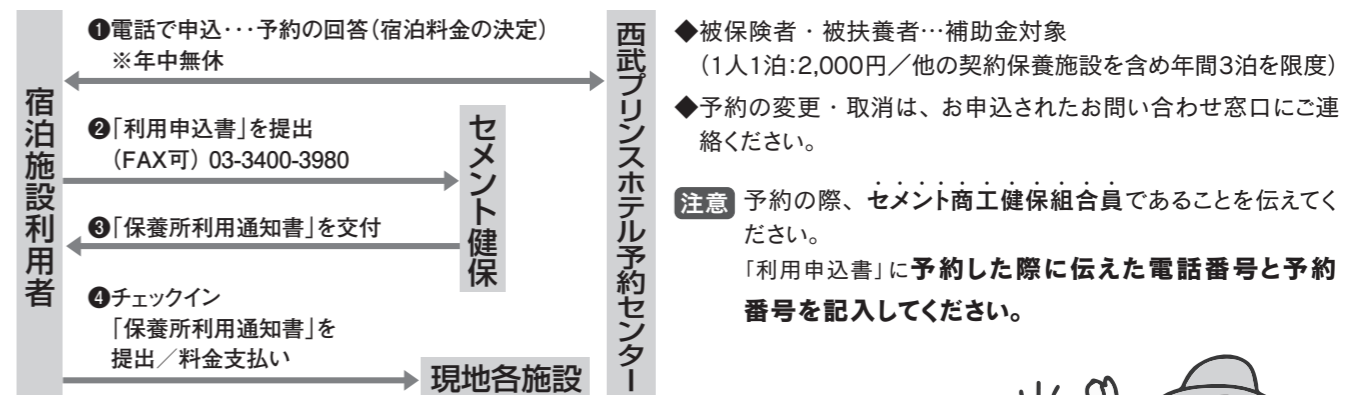 宿泊施設利用者
❶電話で申込･･･予約の回答（宿泊料金の決定）
※年中無休
❷「利用申込書」を提出
（FAX可） 03-3400-3980
❸「保養所利用通知書」を交付
❹チェックイン
「保養所利用通知書」を
提出／料金支払い
セメント健保
現地各施設
西武プリンスホテル予約センター
◆被保険者・被扶養者…補助金対象
（1人1泊：2,000円／他の契約保養施設を含め年間3泊を限度）
◆予約の変更・取消は、お申込されたお問い合わせ窓口にご連
絡ください。
注意 予約の際、セメント商工健保組合員であることを伝えてく
ださい。
「利用申込書」に予約した際に伝えた電話番号と予約
番号を記入してください。